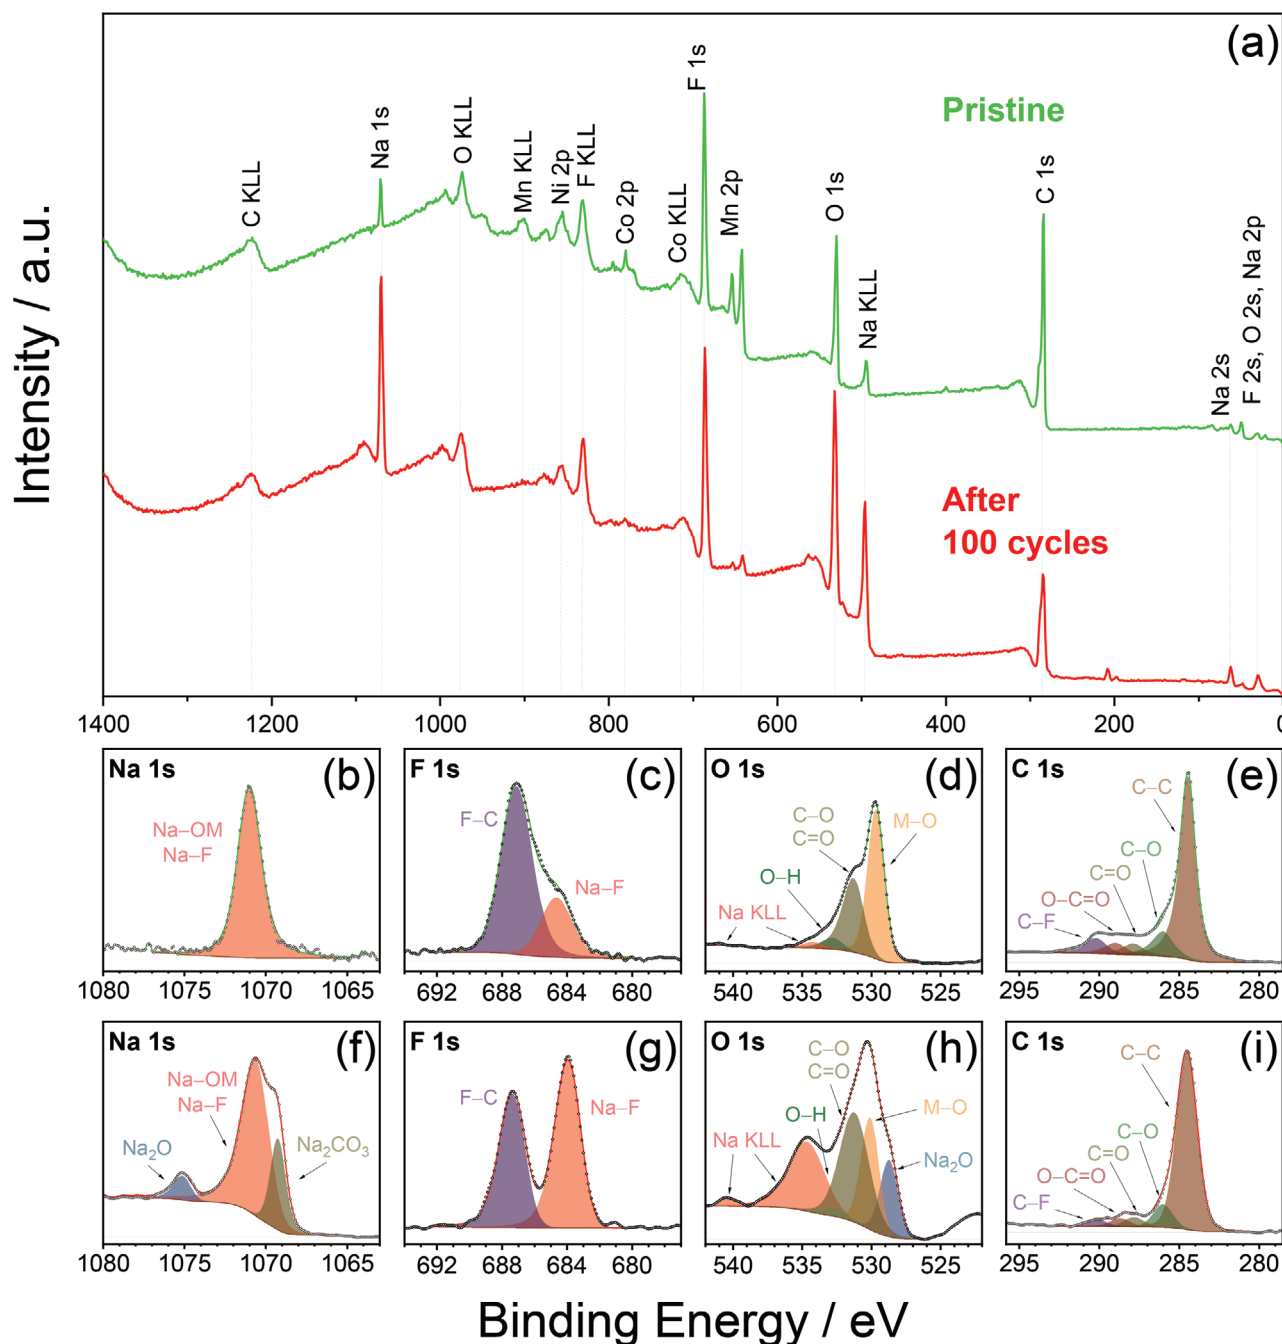 (a)
Intensity / a.u.
C KLL
Na 1s
O KLL
Mn KLL
Ni 2p
F KLL
Co 2p
Co KLL
F 1s
Mn 2p
O 1s
Na KLL
C 1s
Na 2s
F 2s, O 2s, Na 2p
Pristine
After
100 cycles
1400 1200 1000 800 600 400 200 0
Na 1s (b)
Na–OM
Na–F
1080 1075 1070 1065
F 1s (c)
F–C
Na–F
692 688 684 680
O 1s (d)
C–O
C=O
M–O
O–H
Na KLL
540 535 530 525
C 1s (e)
C–C
C–O
C=O
O–C=O
C–F
295 290 285 280
Na 1s (f)
Na–OM
Na–F
Na₂O
Na₂CO₃
1080 1075 1070 1065
F 1s (g)
F–C
Na–F
692 688 684 680
O 1s (h)
C–O
C=O
O–H
M–O
Na KLL
Na₂O
540 535 530 525
C 1s (i)
C–C
C–O
C=O
O–C=O
C–F
295 290 285 280
Binding Energy / eV